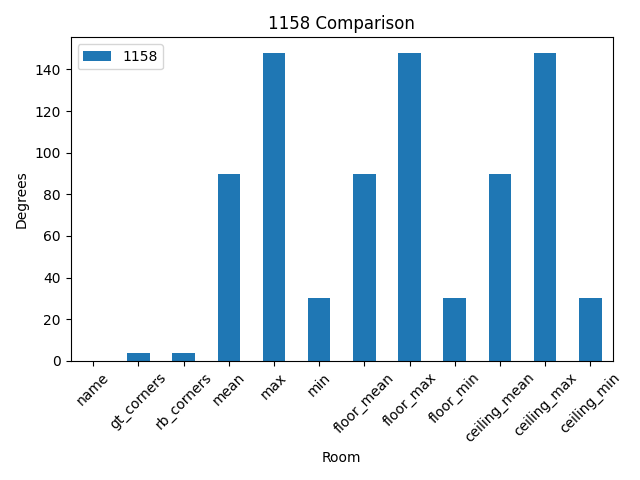 1158 Comparison
1158
Degrees
140
120
100
80
60
40
20
0
name
gt_corners
rb_corners
mean
max
min
floor_mean
floor_max
floor_min
ceiling_mean
ceiling_max
ceiling_min
Room